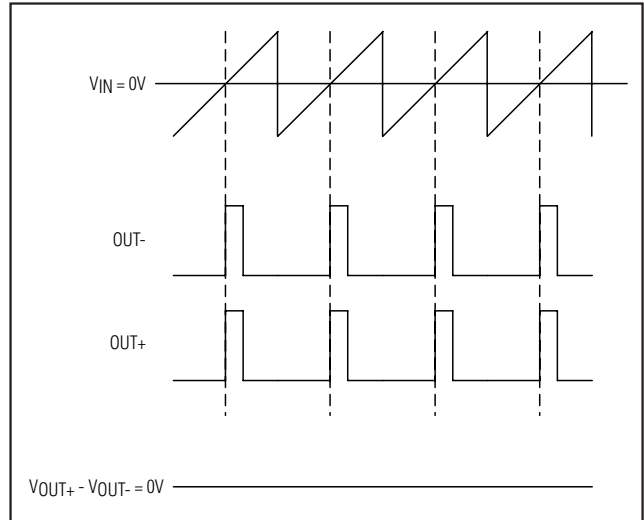 VIN = 0V
OUT-
OUT+
VOUT+ - VOUT- = 0V